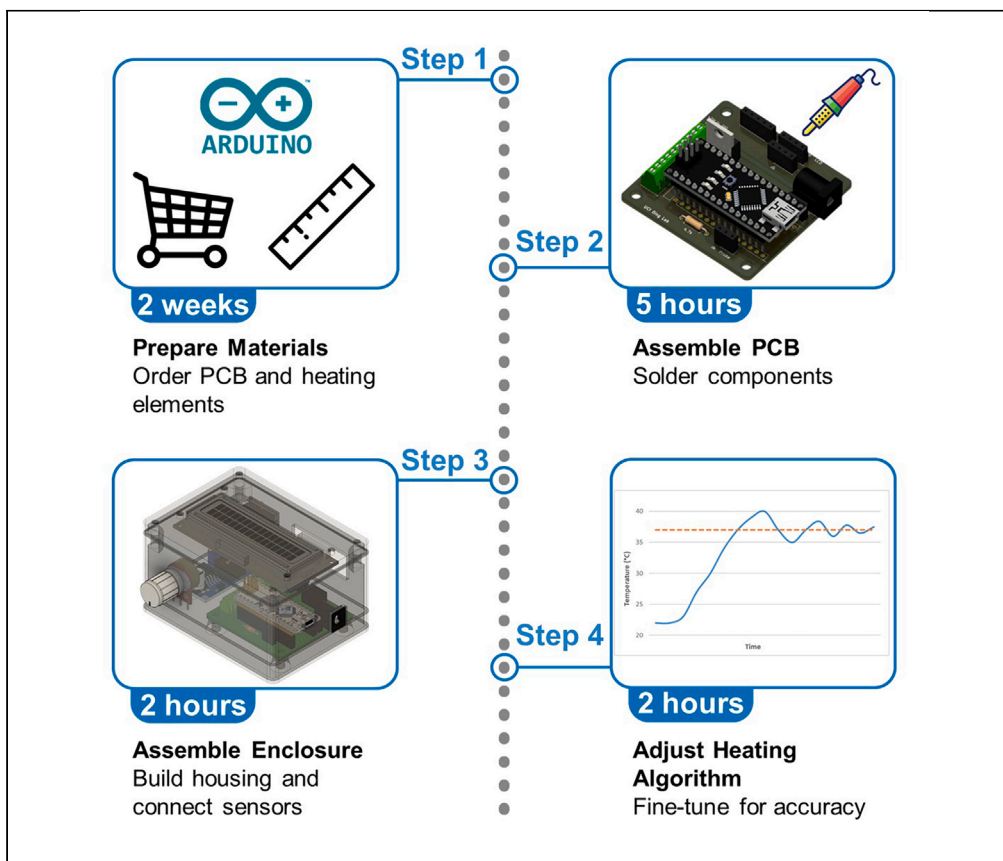 Step 1
ARDUINO™
2 weeks
Prepare Materials
Order PCB and heating
elements
Step 2
5 hours
Assemble PCB
Solder components
Step 3
2 hours
Assemble Enclosure
Build housing and
connect sensors
Step 4
40
35
30
25
20
Temperature (°C)
Time
2 hours
Adjust Heating
Algorithm
Fine-tune for accuracy